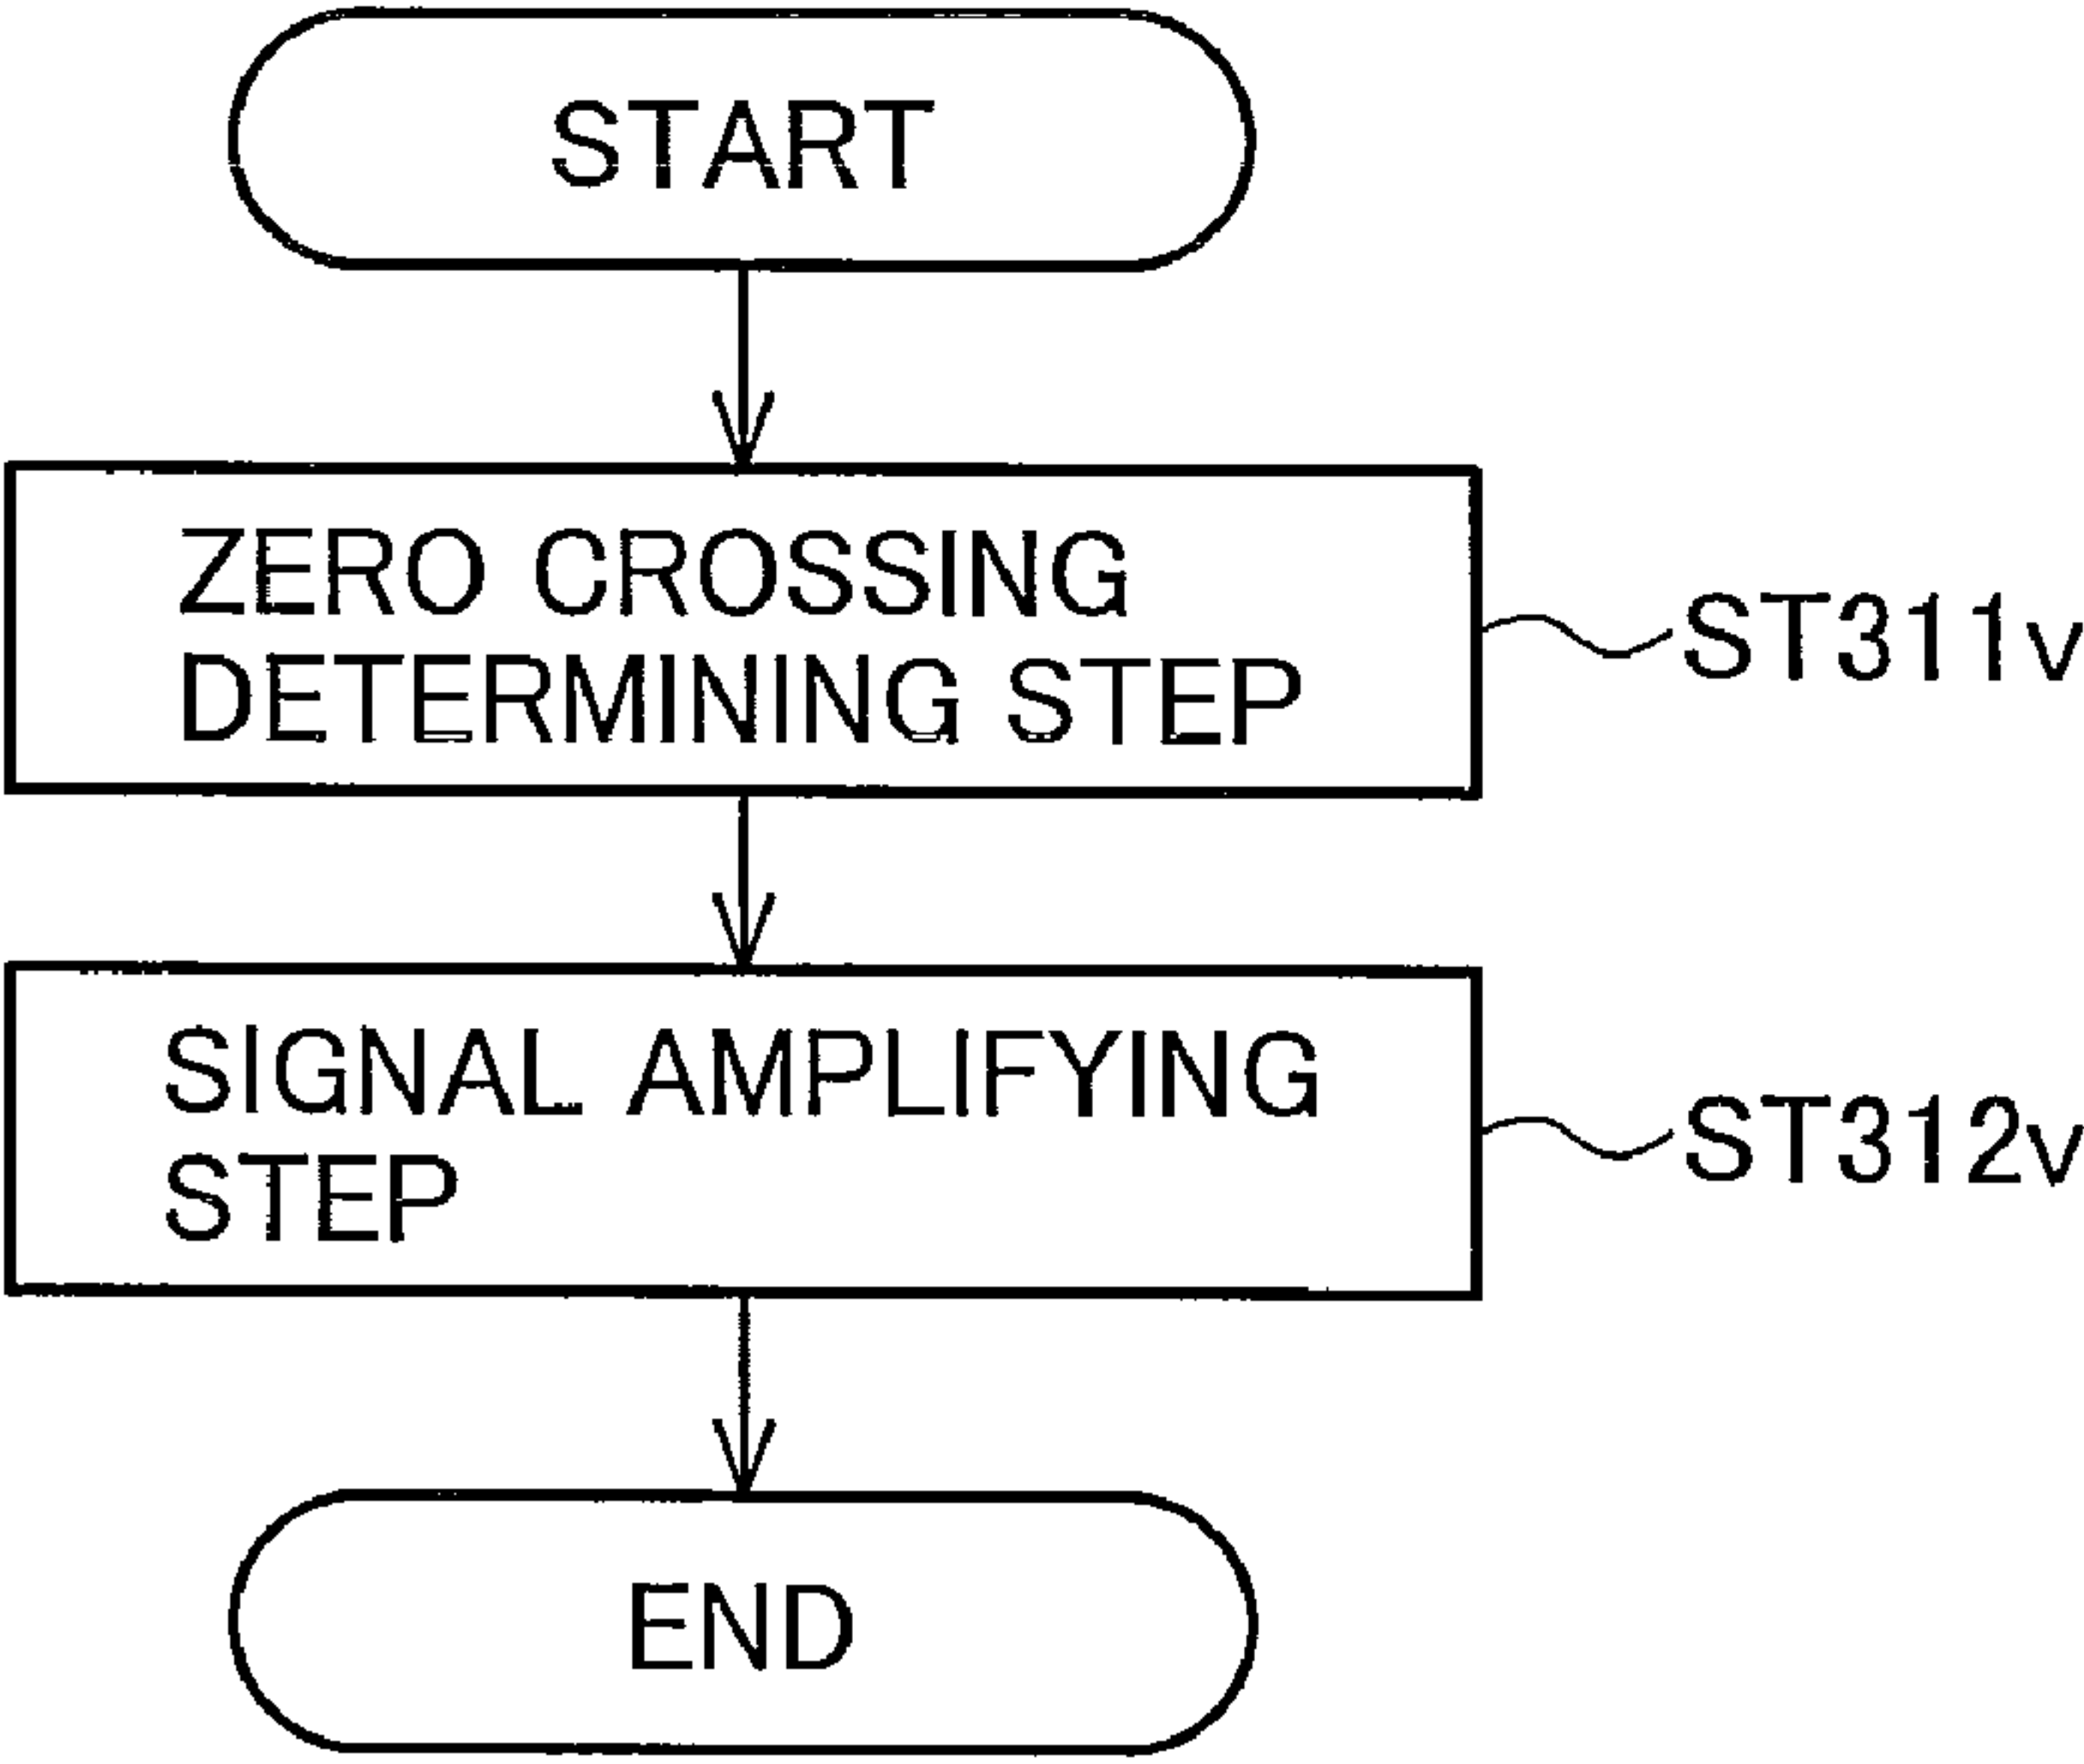 START
ZERO CROSSING
DETERMINING STEP
ST311v
SIGNAL AMPLIFYING
STEP
ST312v
END